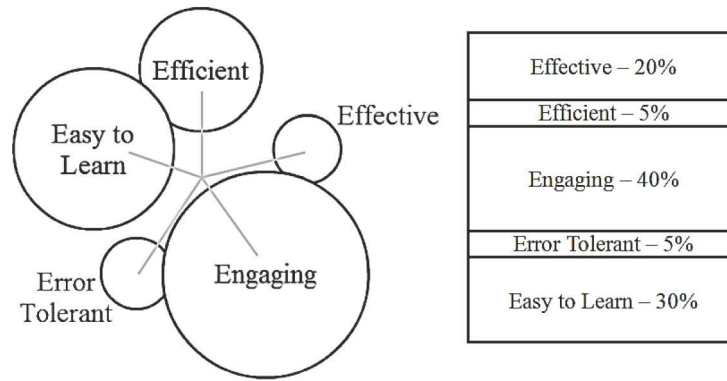 Efficient
Effective
Easy to
Learn
Engaging
Error
Tolerant
Effective – 20%
Efficient – 5%
Engaging – 40%
Error Tolerant – 5%
Easy to Learn – 30%